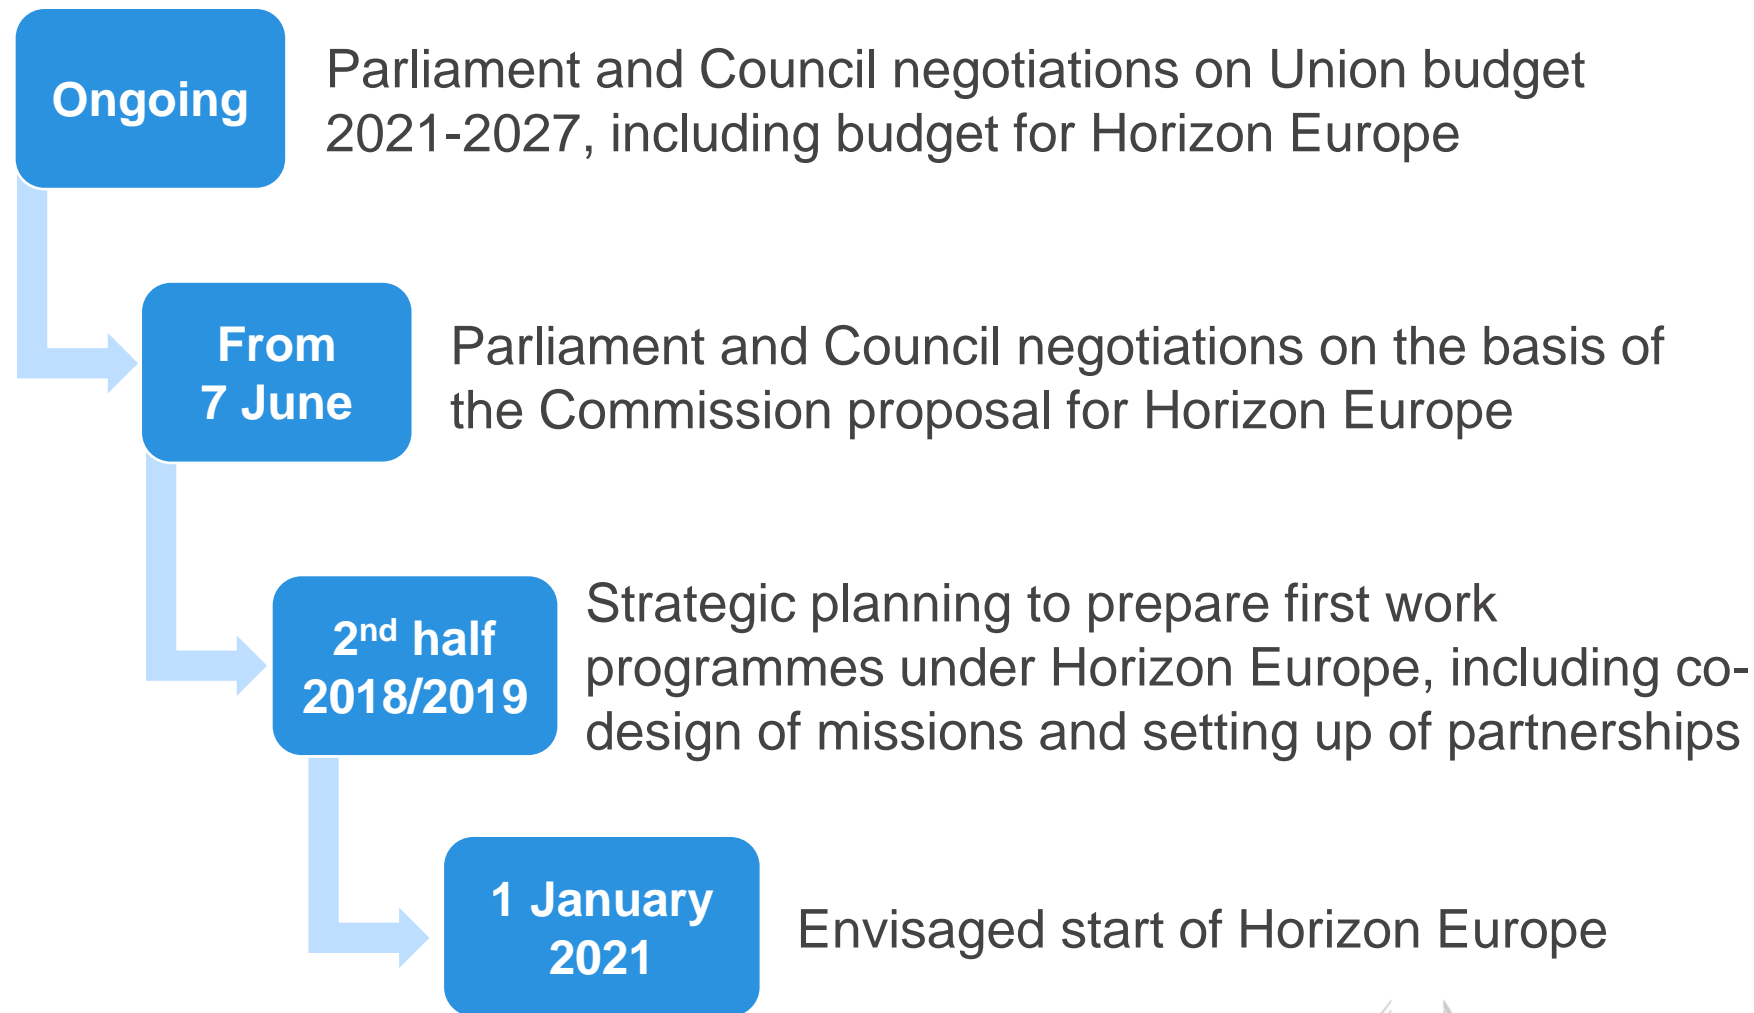 Ongoing
Parliament and Council negotiations on Union budget
2021-2027, including budget for Horizon Europe
From
7 June
Parliament and Council negotiations on the basis of
the Commission proposal for Horizon Europe
2nd half
2018/2019
Strategic planning to prepare first work
programmes under Horizon Europe, including co-
design of missions and setting up of partnerships
1 January
2021
Envisaged start of Horizon Europe